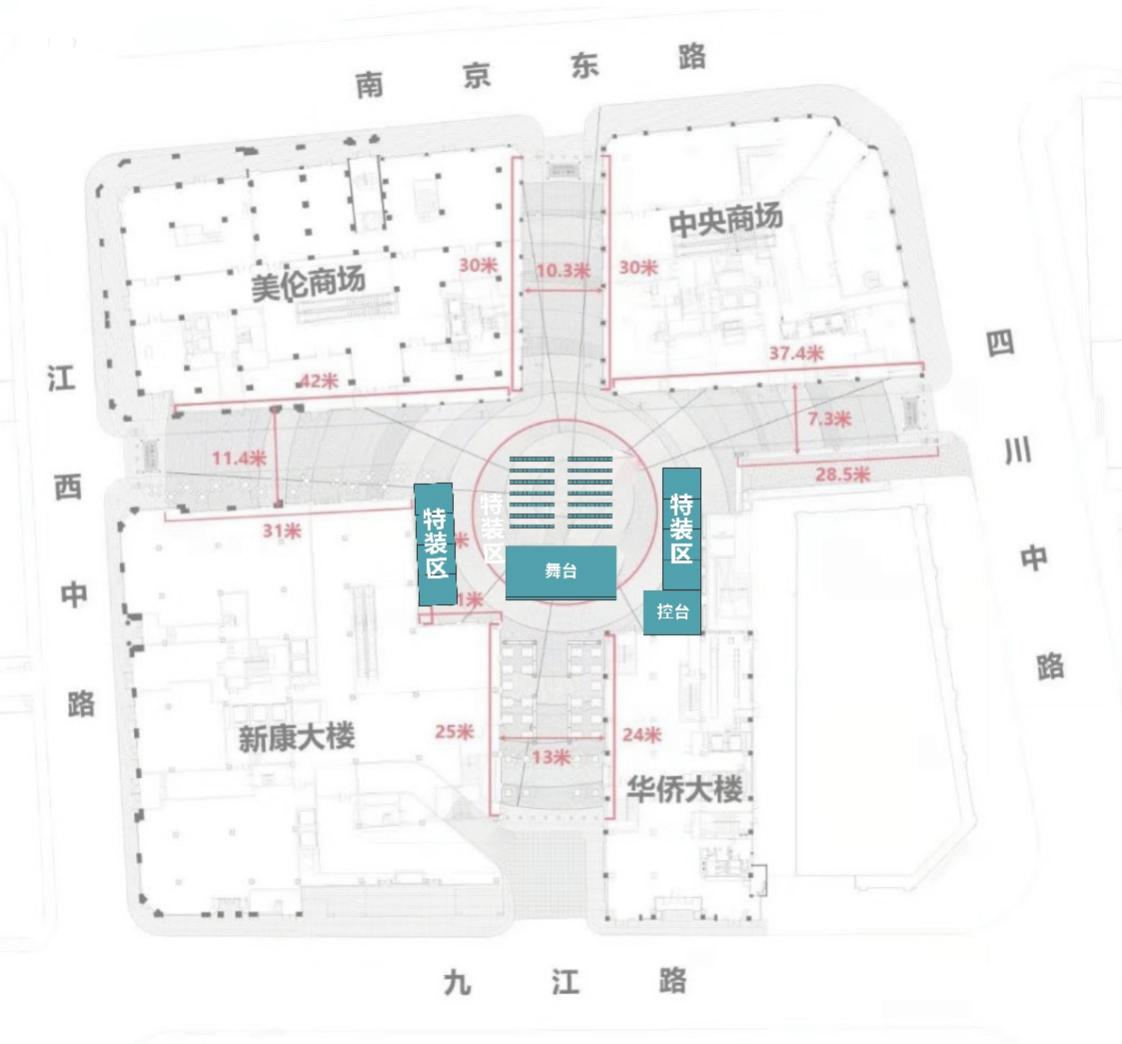 南京东路
中央商场
美伦商场
30米
10.3米
30米
四川中路
江西中路
37.4米
42米
7.3米
11.4米
28.5米
31米
特装区
特装区
特装区
米
舞台
1米
控台
新康大楼
25米
24米
13米
华侨大楼
九江路